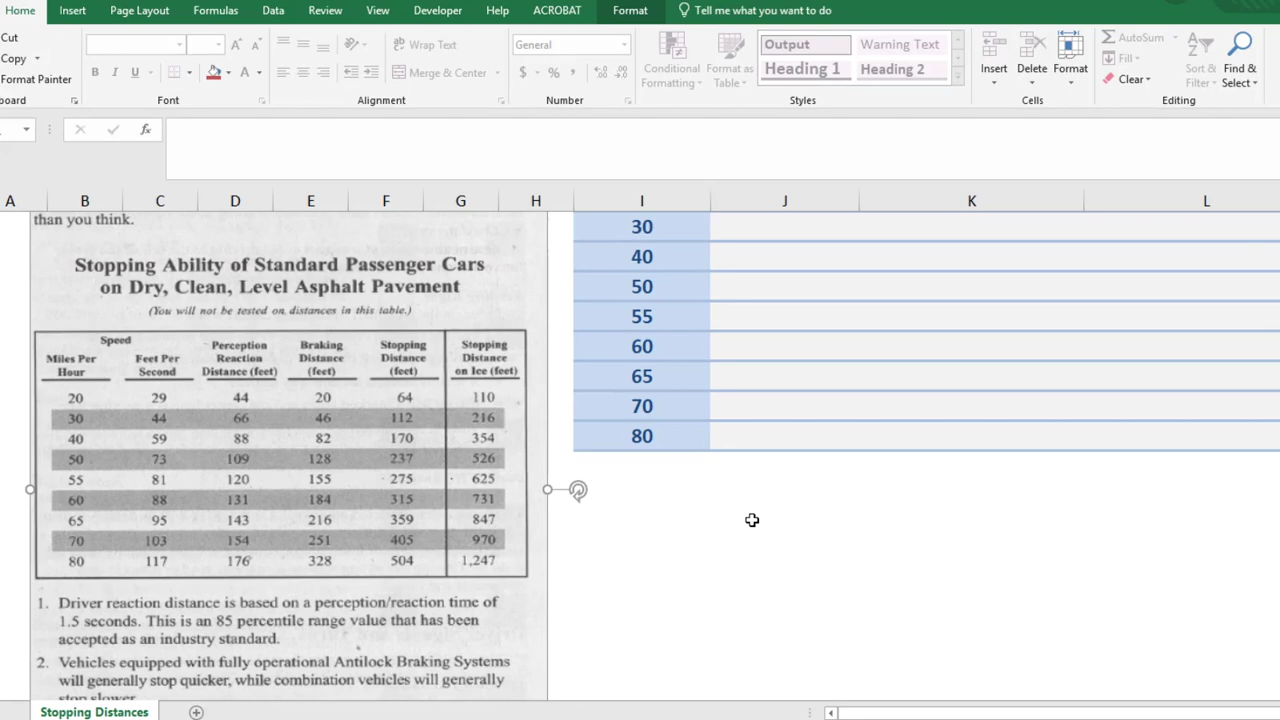 Home Insert Page Layout Formulas Data Review View Developer Help ACROBAT Format Tell me what you want to do
Cut
Copy
Format Painter
Wrap Text
Merge & Center
General
$ % ,
B I U
Conditional Formatting
Format as Table
Output Warning Text
Heading 1 Heading 2
Insert Delete Format
AutoSum
Fill
Clear
Sort & Filter
Find & Select
board Font Alignment Number Styles Cells Editing
fx
A B C D E F G H I J K L
than you think.
Stopping Ability of Standard Passenger Cars
on Dry, Clean, Level Asphalt Pavement
(You will not be tested on distances in this table.)
Speed
Miles Per Hour
Feet Per Second
Perception Reaction Distance (feet)
Braking Distance (feet)
Stopping Distance (feet)
Stopping Distance on Ice (feet)
20 29 44 20 64 110
30 44 66 46 112 216
40 59 88 82 170 354
50 73 109 128 237 526
55 81 120 155 275 625
60 88 131 184 315 731
65 95 143 216 359 847
70 103 154 251 405 970
80 117 176 328 504 1,247
1. Driver reaction distance is based on a perception/reaction time of
1.5 seconds. This is an 85 percentile range value that has been
accepted as an industry standard.
2. Vehicles equipped with fully operational Antilock Braking Systems
will generally stop quicker, while combination vehicles will generally
stop slower.
30
40
50
55
60
65
70
80
Stopping Distances